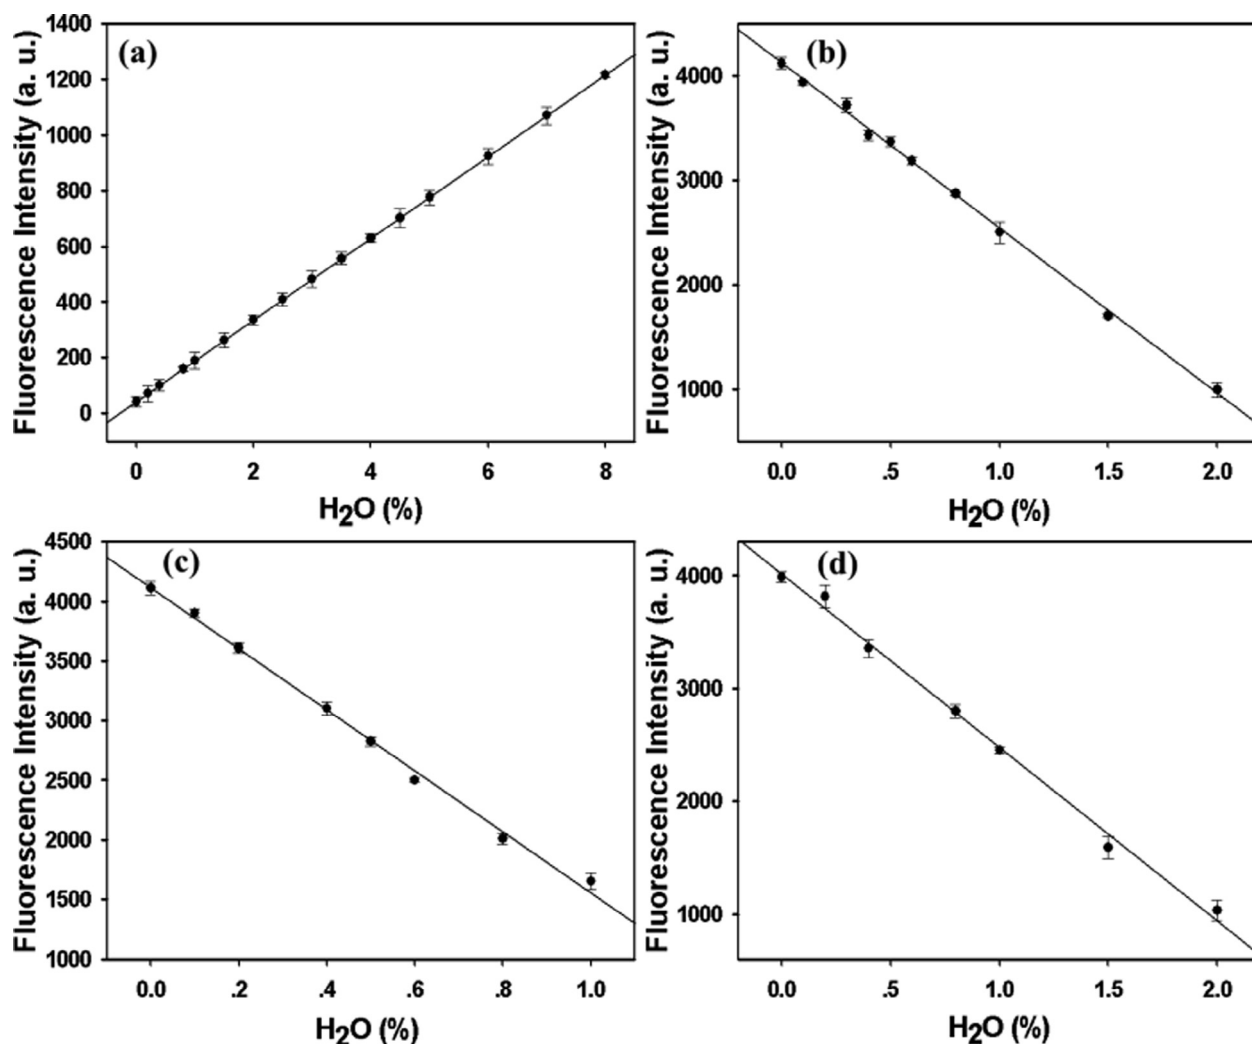 (a)
Fluorescence Intensity (a. u.)
1400
1200
1000
800
600
400
200
0
0 2 4 6 8
H2O (%)
(b)
Fluorescence Intensity (a. u.)
4000
3000
2000
1000
0.0 .5 1.0 1.5 2.0
H2O (%)
(c)
Fluorescence Intensity (a. u.)
4500
4000
3500
3000
2500
2000
1500
1000
0.0 .2 .4 .6 .8 1.0
H2O (%)
(d)
Fluorescence Intensity (a. u.)
4000
3000
2000
1000
0.0 .5 1.0 1.5 2.0
H2O (%)